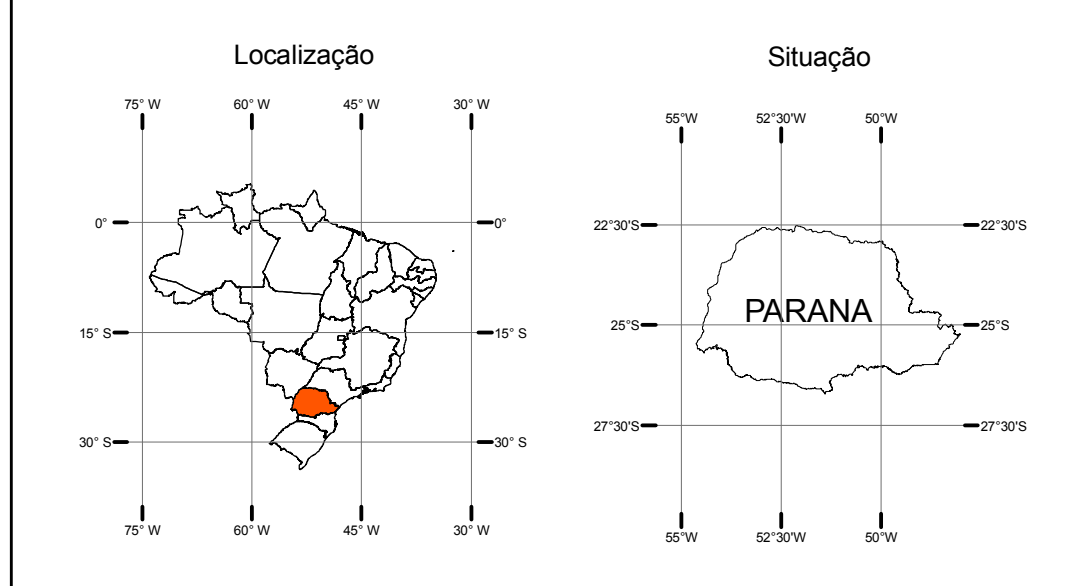 Localização
75° W 60° W 45° W 30° W
0° 0°
15° S 15° S
30° S 30° S
75° W 60° W 45° W 30° W
Situação
55°W 52°30'W 50°W
22°30'S 22°30'S
PARANA
25°S 25°S
27°30'S 27°30'S
55°W 52°30'W 50°W